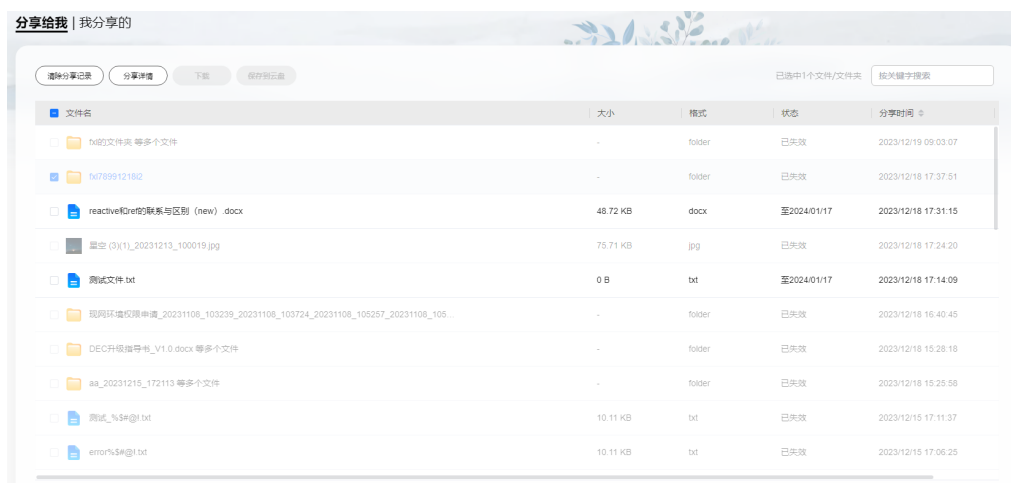 分享给我 | 我分享的
清除分享记录 分享详情 下载 保存到云盘 已选中1个文件/文件夹 按关键字搜索
文件名 大小 格式 状态 分享时间
fxl的文件夹 等多个文件 - folder 已失效 2023/12/19 09:03:07
- folder 已失效 2023/12/18 17:37:51
reactive和ref的联系与区别（new）.docx 48.72 KB docx 至2024/01/17 2023/12/18 17:31:15
星空 (3)(1)_20231213_100019.jpg 75.71 KB jpg 已失效 2023/12/18 17:24:20
测试文件.txt 0 B txt 至2024/01/17 2023/12/18 17:14:09
现网环境权限申请_20231108_103239_20231108_103724_20231108_105257_20231108_105... - folder 已失效 2023/12/18 16:40:45
DEC升级指导书_V1.0.docx 等多个文件 - folder 已失效 2023/12/18 15:28:18
aa_20231215_172113 等多个文件 - folder 已失效 2023/12/18 15:25:58
测试_%$#@!.txt 10.11 KB txt 已失效 2023/12/15 17:11:37
error%$#@!.txt 10.11 KB txt 已失效 2023/12/15 17:06:25